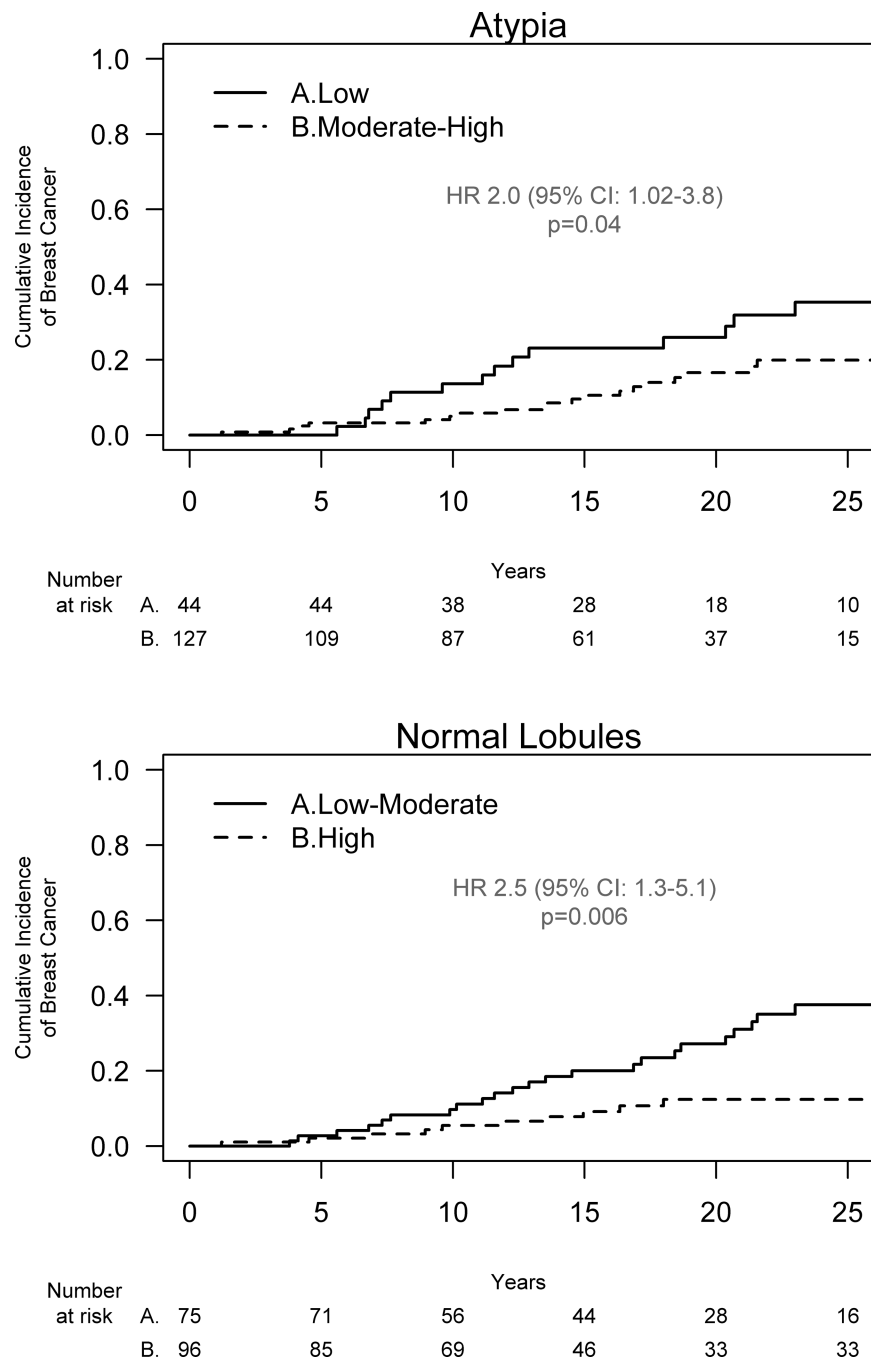 Atypia
1.0
0.8
0.6
0.4
0.2
0.0
Cumulative Incidence
of Breast Cancer
A.Low
B.Moderate-High
HR 2.0 (95% CI: 1.02-3.8)
p=0.04
0 5 10 15 20 25
Years
Number
at risk A. 44 44 38 28 18 10
B. 127 109 87 61 37 15
Normal Lobules
1.0
0.8
0.6
0.4
0.2
0.0
Cumulative Incidence
of Breast Cancer
A.Low-Moderate
B.High
HR 2.5 (95% CI: 1.3-5.1)
p=0.006
0 5 10 15 20 25
Years
Number
at risk A. 75 71 56 44 28 16
B. 96 85 69 46 33 33